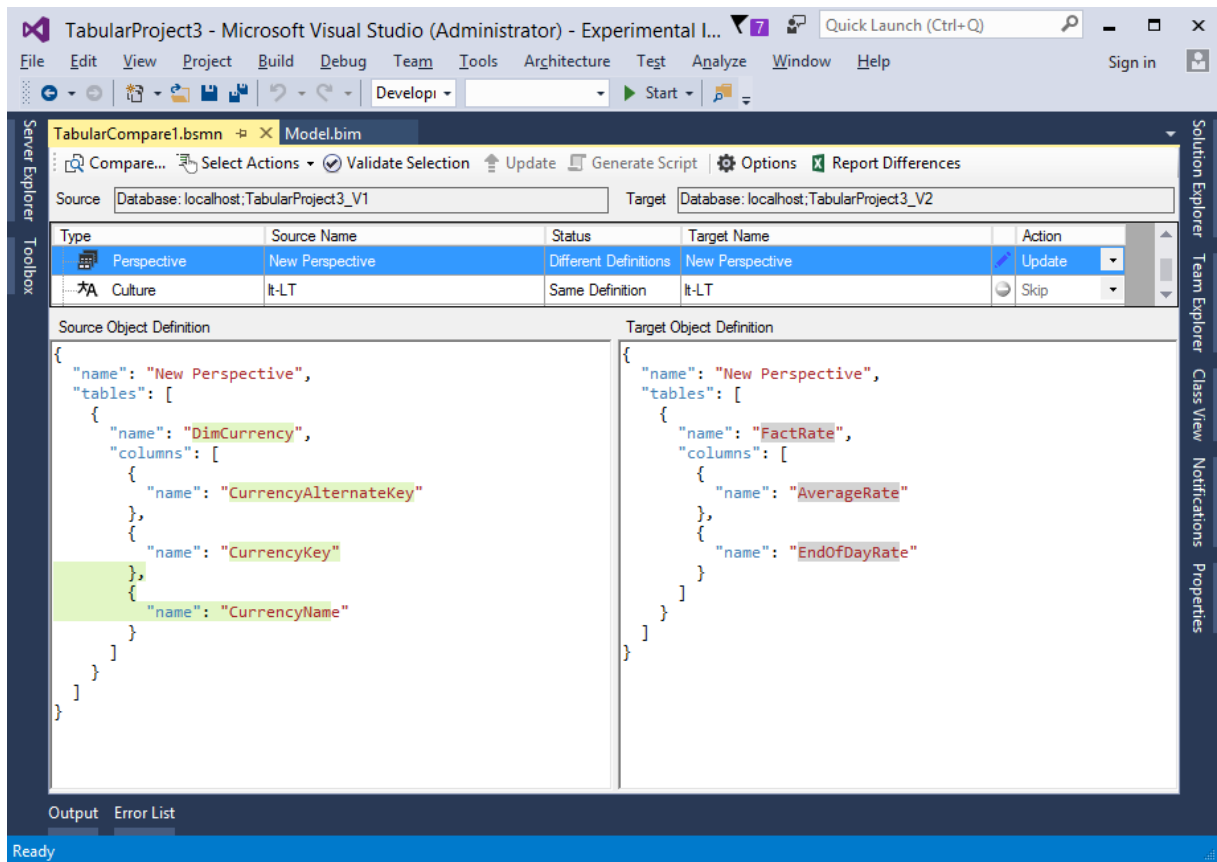 TabularProject3 - Microsoft Visual Studio (Administrator) - Experimental I... 7 Quick Launch (Ctrl+Q)
File Edit View Project Build Debug Team Tools Architecture Test Analyze Window Help Sign in
Developi Start
Server Explorer
Toolbox
TabularCompare1.bsmn Model.bim
Compare... Select Actions Validate Selection Update Generate Script Options Report Differences
Source Database: localhost;TabularProject3_V1 Target Database: localhost;TabularProject3_V2
Type Source Name Status Target Name Action
Perspective New Perspective Different Definitions New Perspective Update
Culture lt-LT Same Definition lt-LT Skip
Source Object Definition
{
"name": "New Perspective",
"tables": [
{
"name": "DimCurrency",
"columns": [
{
"name": "CurrencyAlternateKey"
},
{
"name": "CurrencyKey"
},
{
"name": "CurrencyName"
}
]
}
]
}
Target Object Definition
{
"name": "New Perspective",
"tables": [
{
"name": "FactRate",
"columns": [
{
"name": "AverageRate"
},
{
"name": "EndOfDayRate"
}
]
}
]
}
Solution Explorer
Team Explorer
Class View
Notifications
Properties
Output Error List
Ready